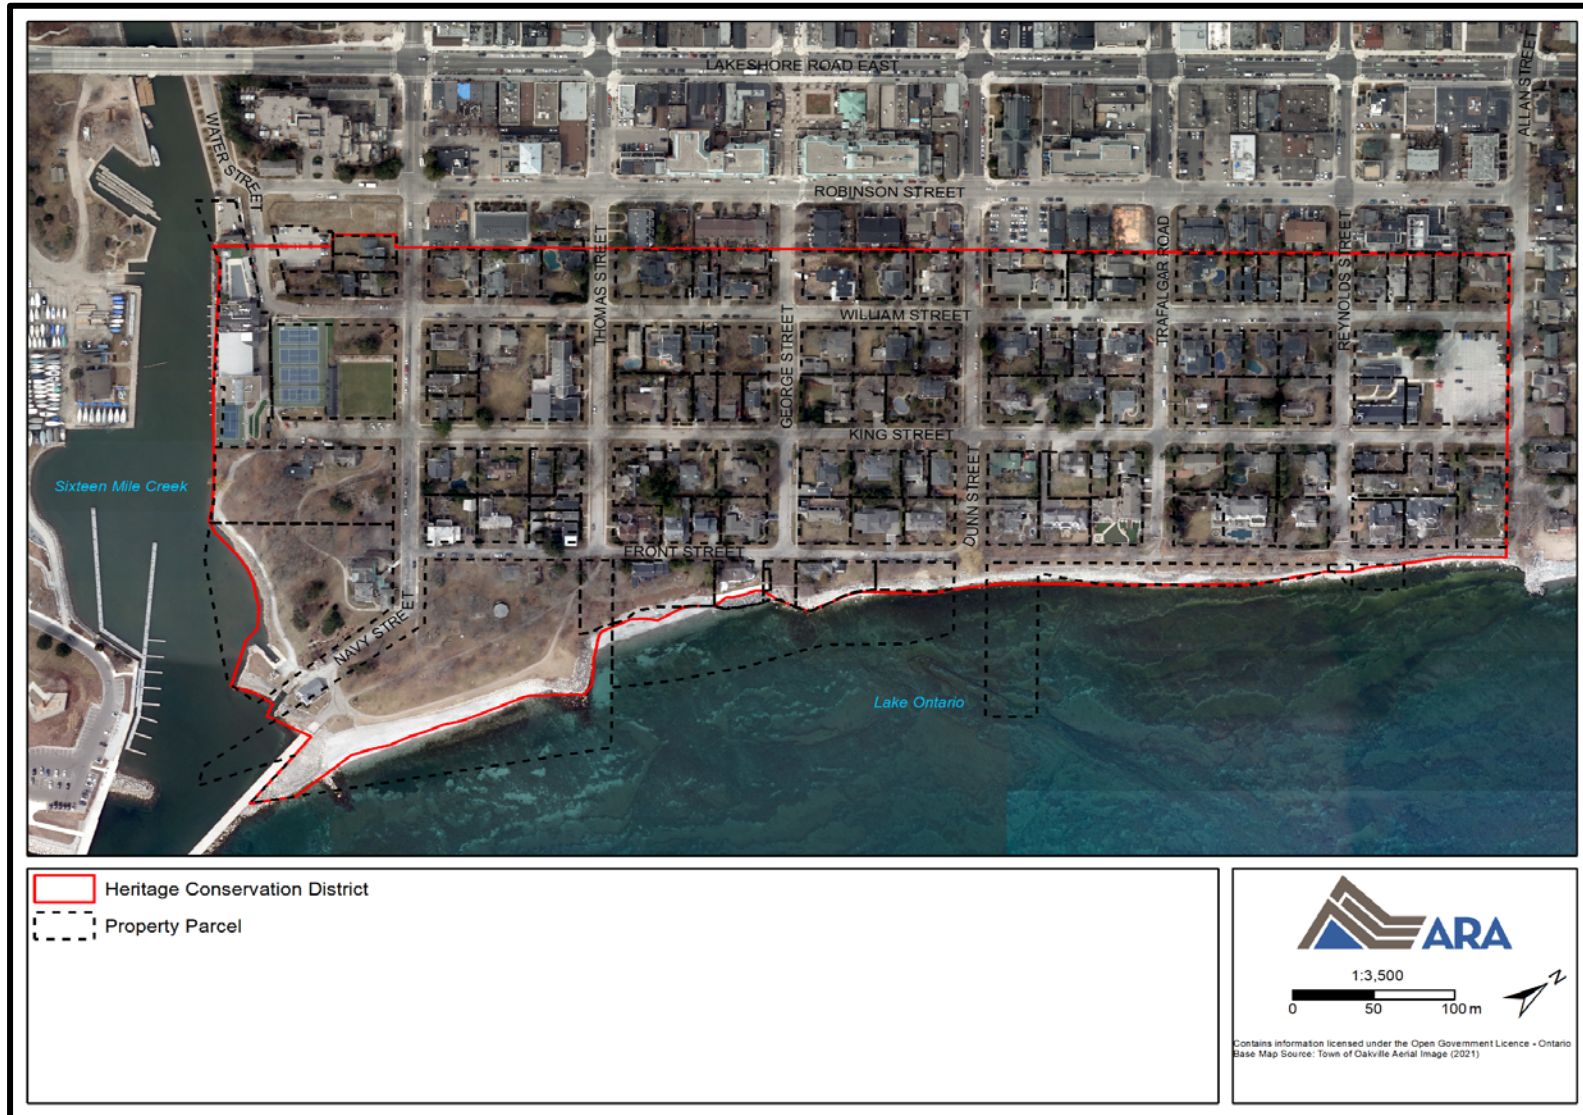 LAKESHORE ROAD EAST
ALLAN STREET
WATER STREET
ROBINSON STREET
THOMAS STREET
TRAFALGAR ROAD
REYNOLDS STREET
WILLIAM STREET
GEORGE STREET
KING STREET
Sixteen Mile Creek
DUNN STREET
FRONT STREET
NAVY STREET
Lake Ontario
Heritage Conservation District
Property Parcel
ARA
1:3,500
0 50 100 m
N
Contains information licensed under the Open Government Licence - Ontario
Base Map Source: Town of Oakville Aerial Image (2021)